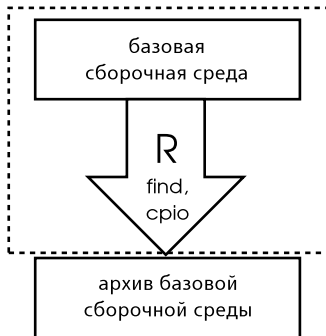 базовая
сборочная среда
R
find,
cpio
архив базовой
сборочной среды